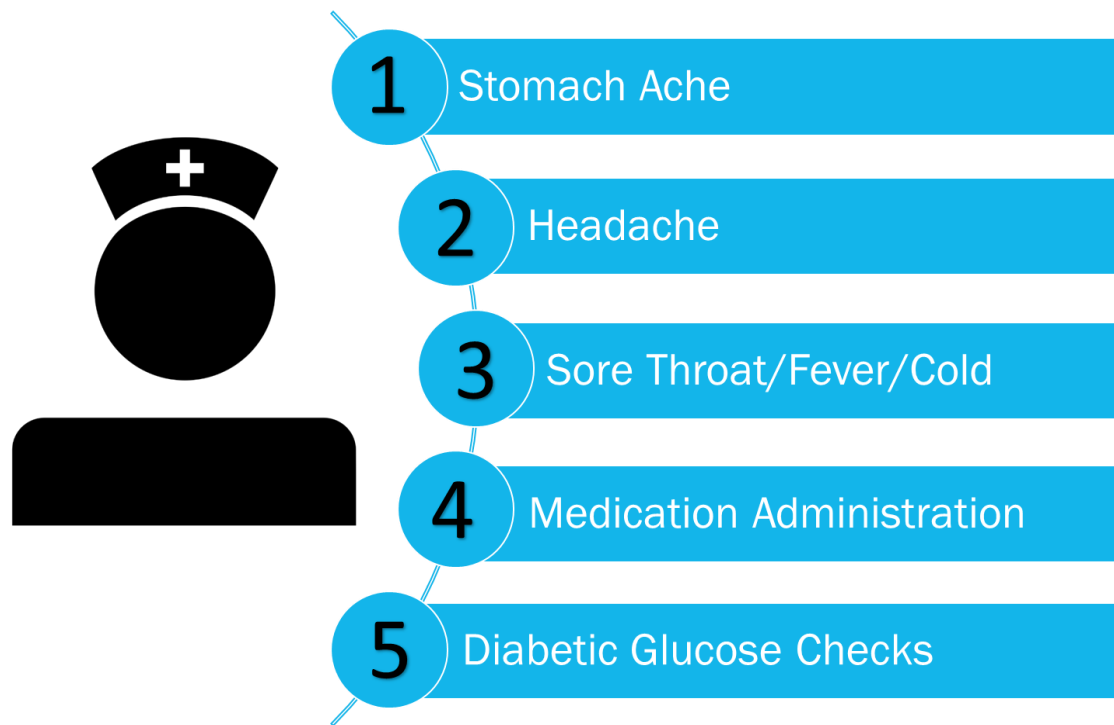 1 Stomach Ache
2 Headache
3 Sore Throat/Fever/Cold
4 Medication Administration
5 Diabetic Glucose Checks